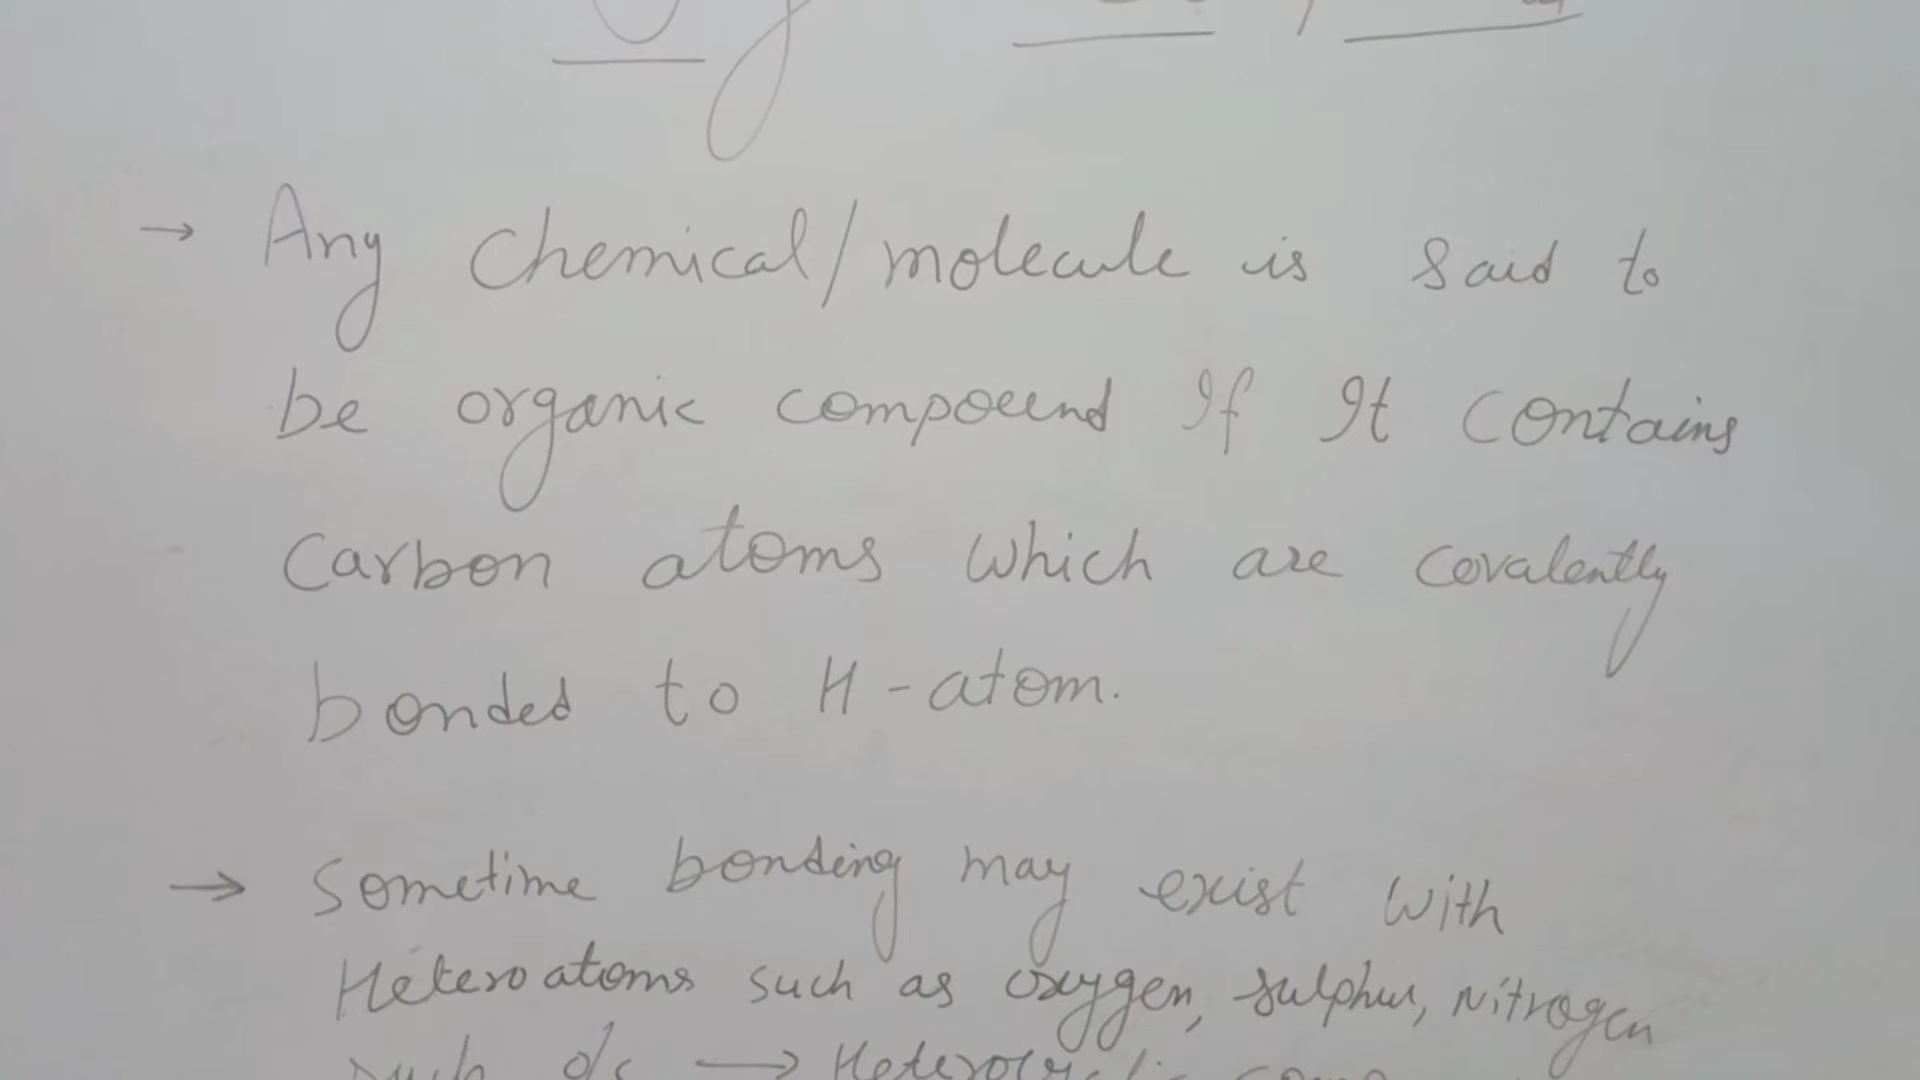 → Any Chemical/molecule is said to
be organic compound If It contains
Carbon atoms which are covalently
bonded to H-atom.
→ Sometime bonding may exist with
Heteroatoms such as oxygen, sulphur, Nitrogen
such